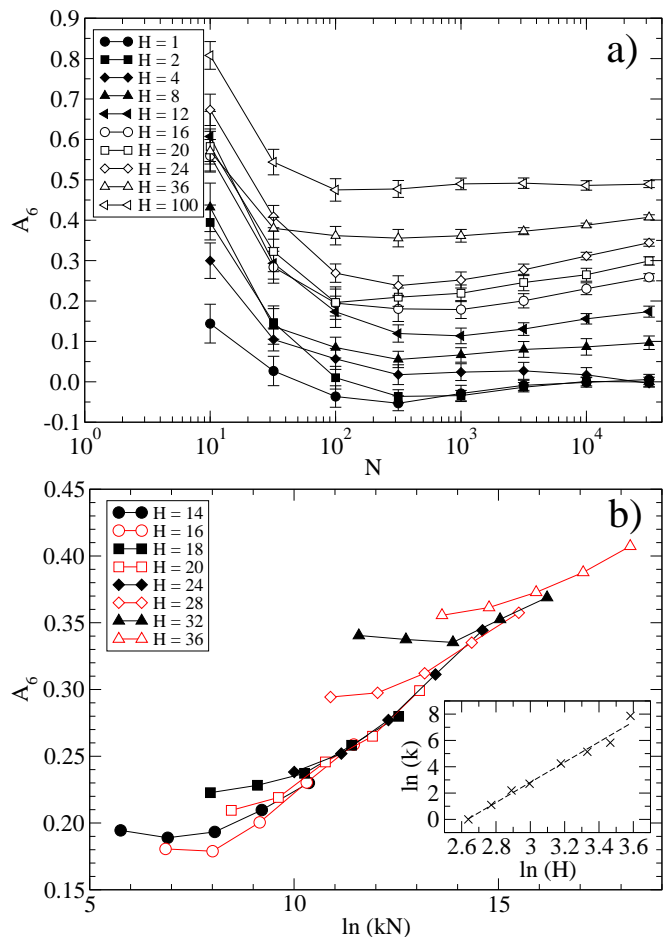 a)
H = 1
H = 2
H = 4
H = 8
H = 12
H = 16
H = 20
H = 24
H = 36
H = 100
0.9
0.8
0.7
0.6
0.5
0.4
0.3
0.2
0.1
0.0
-0.1
A6
10^0
10^1
10^2
10^3
10^4
N
b)
H = 14
H = 16
H = 18
H = 20
H = 24
H = 28
H = 32
H = 36
0.45
0.40
0.35
0.30
0.25
0.20
0.15
A6
5
10
15
ln (kN)
8
6
4
2
0
ln (k)
2.6
2.8
3
3.2
3.4
3.6
ln (H)